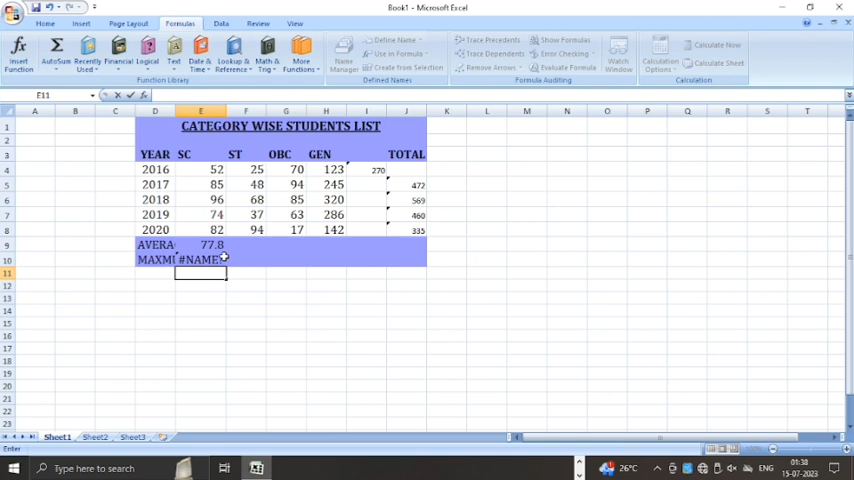 Book1 - Microsoft Excel
Home Insert Page Layout Formulas Data Review View
fx Insert Function
Σ AutoSum
Recently Used
Financial
Logical
Text
Date & Time
Lookup & Reference
Math & Trig
More Functions
Function Library
Name Manager
Define Name
Use in Formula
Create from Selection
Defined Names
Trace Precedents
Trace Dependents
Remove Arrows
Show Formulas
Error Checking
Evaluate Formula
Formula Auditing
Watch Window
Calculation Options
Calculate Now
Calculate Sheet
Calculation
E11 fx
A B C D E F G H I J K L M N O P Q R S T
1 CATEGORY WISE STUDENTS LIST
2
3 YEAR SC ST OBC GEN TOTAL
4 2016 52 25 70 123 270
5 2017 85 48 94 245 472
6 2018 96 68 85 320 569
7 2019 74 37 63 286 460
8 2020 82 94 17 142 335
9 AVERA 77.8
10 MAXMU #NAME?
11
12
13
14
15
16
17
18
19
20
21
22
23
Sheet1 Sheet2 Sheet3
Enter 100%
Type here to search 26°C ENG 01:38
15-07-2023